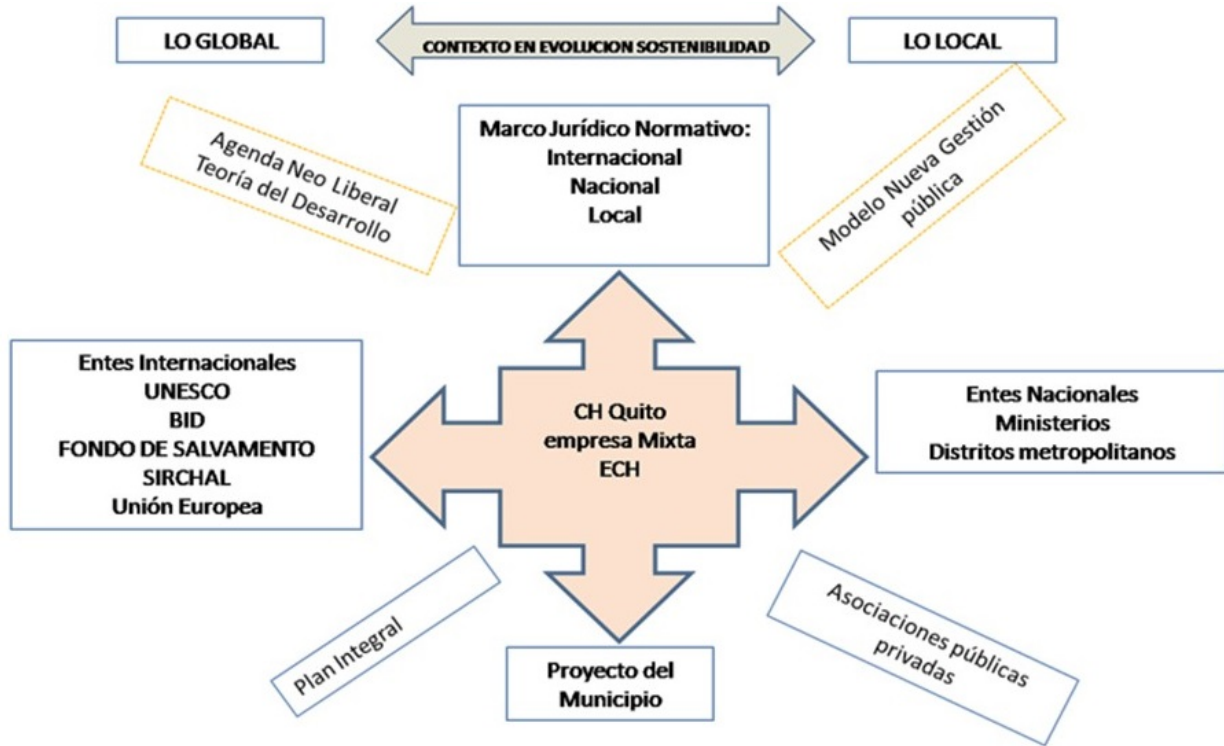 LO GLOBAL
CONTEXTO EN EVOLUCION SOSTENIBILIDAD
LO LOCAL
Agenda Neo Liberal
Teoría del Desarrollo
Marco Jurídico Normativo:
Internacional
Nacional
Local
Modelo Nueva Gestión
pública
Entes Internacionales
UNESCO
BID
FONDO DE SALVAMENTO
SIRCHAL
Unión Europea
CH Quito
empresa Mixta
ECH
Entes Nacionales
Ministerios
Distritos metropolitanos
Plan Integral
Proyecto del
Municipio
Asociaciones públicas
privadas